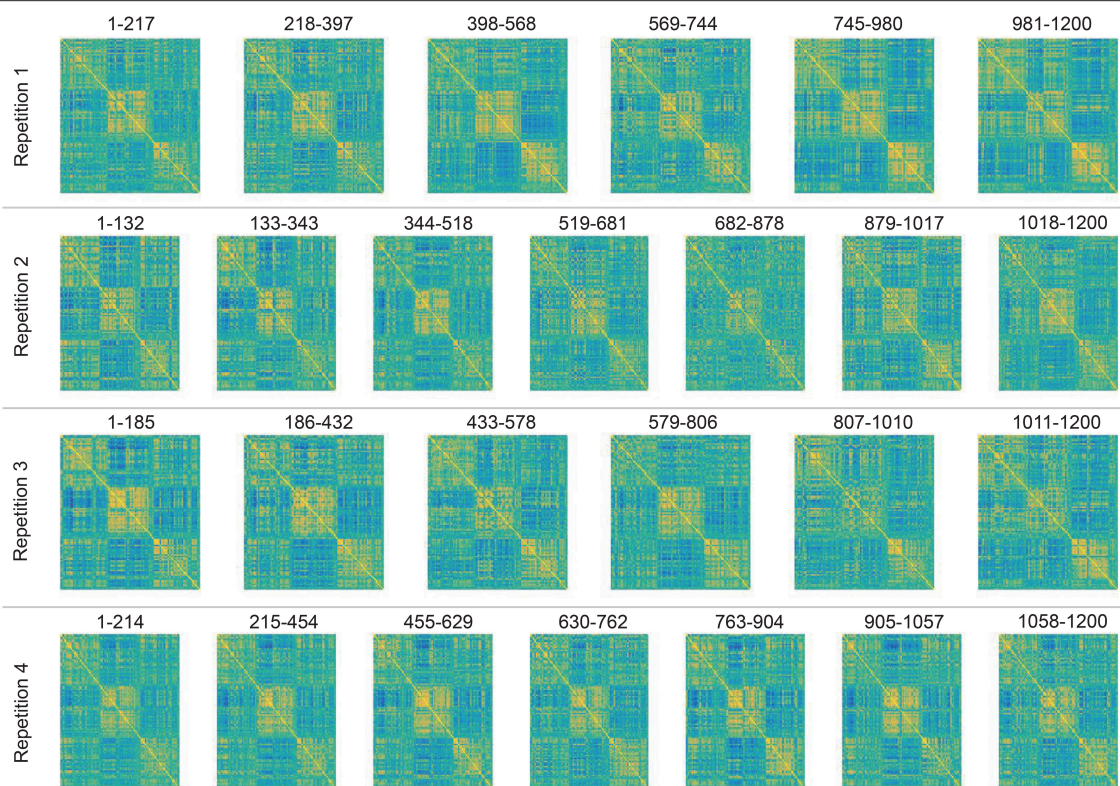 1-217 218-397 398-568 569-744 745-980 981-1200
Repetition 1
1-132 133-343 344-518 519-681 682-878 879-1017 1018-1200
Repetition 2
1-185 186-432 433-578 579-806 807-1010 1011-1200
Repetition 3
1-214 215-454 455-629 630-762 763-904 905-1057 1058-1200
Repetition 4